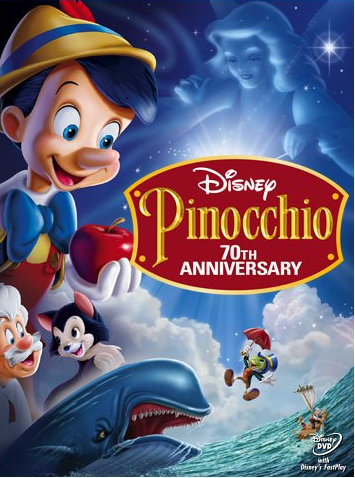 Disney
Pinocchio
70TH
ANNIVERSARY
Disney
DVD
with
Disney's FastPlay